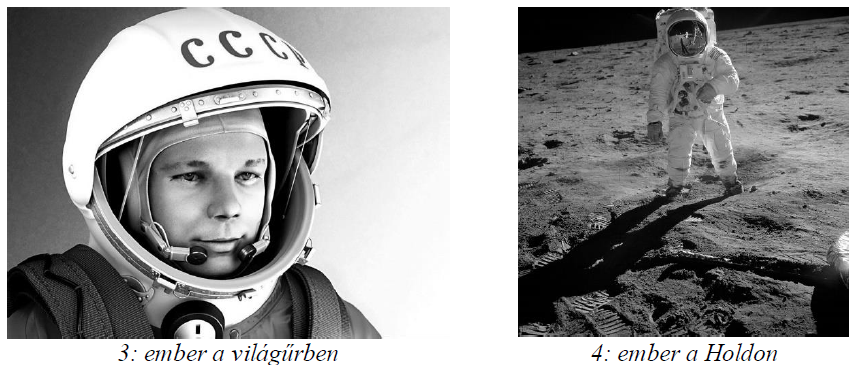 СССР
3: ember a világűrben
4: ember a Holdon